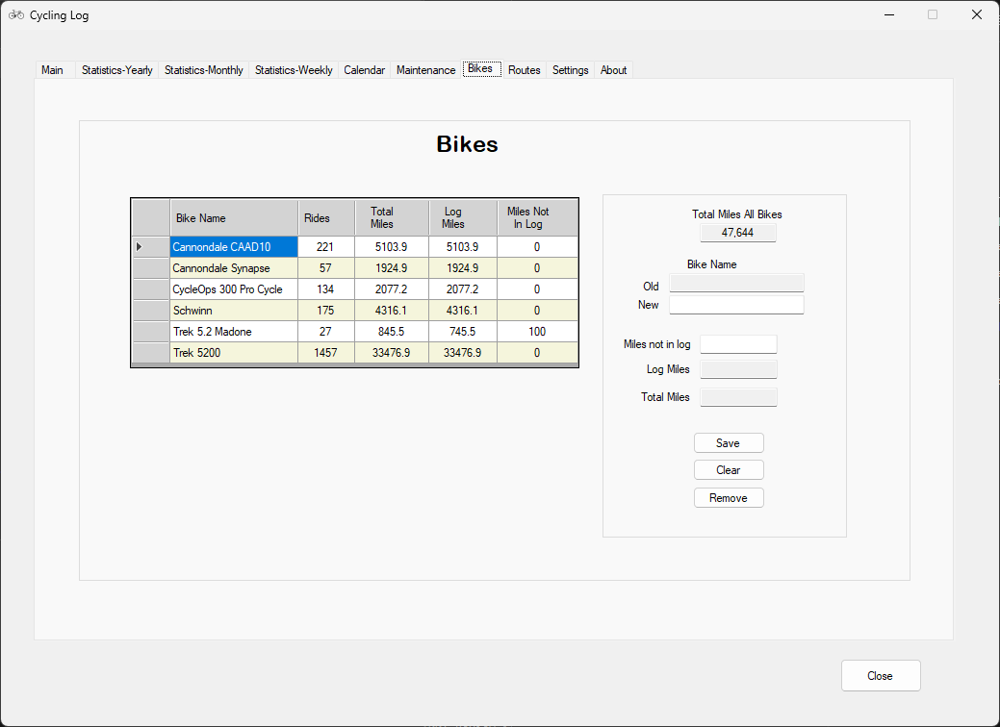 Cycling Log
Main Statistics-Yearly Statistics-Monthly Statistics-Weekly Calendar Maintenance Bikes Routes Settings About
Bikes
Bike Name Rides Total Miles Log Miles Miles Not In Log
Cannondale CAAD10 221 5103.9 5103.9 0
Cannondale Synapse 57 1924.9 1924.9 0
CycleOps 300 Pro Cycle 134 2077.2 2077.2 0
Schwinn 175 4316.1 4316.1 0
Trek 5.2 Madone 27 845.5 745.5 100
Trek 5200 1457 33476.9 33476.9 0
Total Miles All Bikes
47,644
Bike Name
Old
New
Miles not in log
Log Miles
Total Miles
Save
Clear
Remove
Close